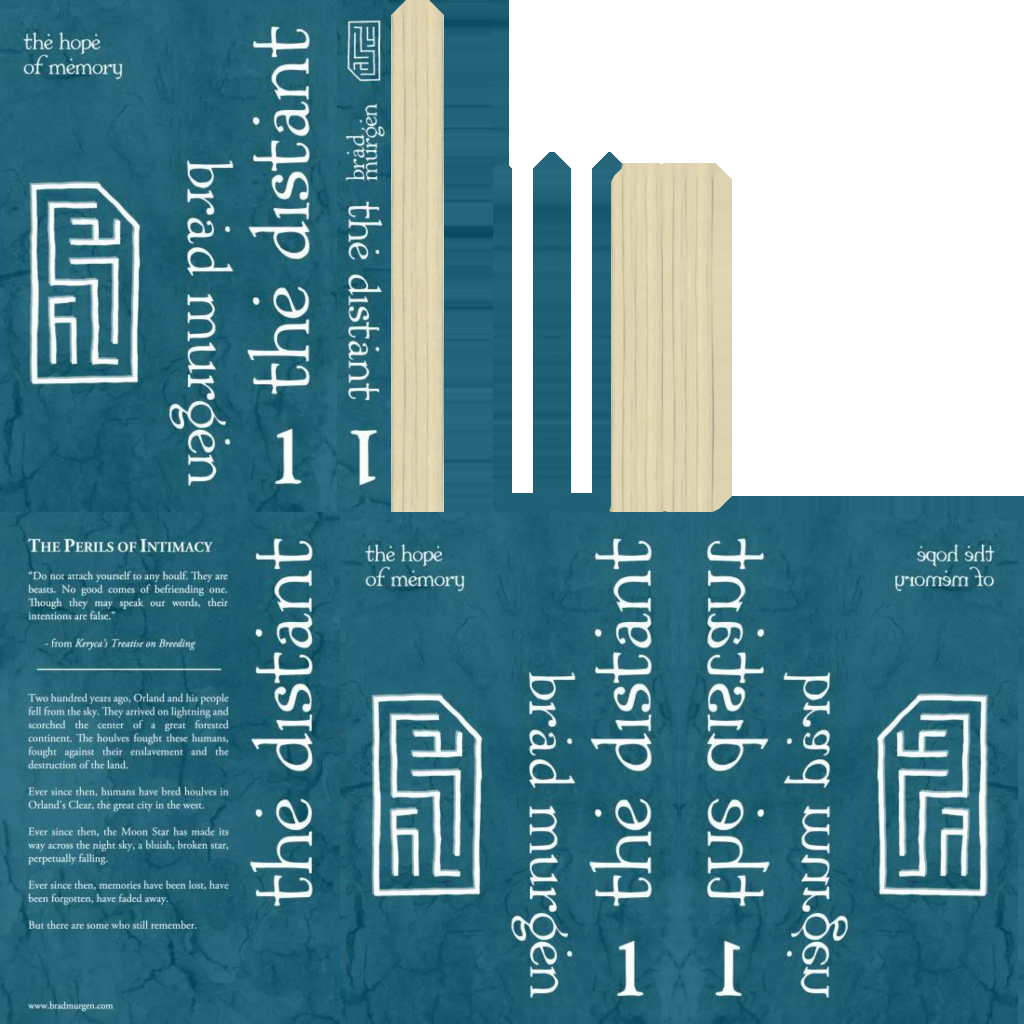 the hope
of memory
brad murgen
the distant
1
brad
murgen
the distant
1
THE PERILS OF INTIMACY
"Do not attach yourself to any houlf. They are
beasts. No good comes of befriending one.
Though they may speak our words, their
intentions are false."
- from Keryca's Treatise on Breeding
Two hundred years ago, Orland and his people
fell from the sky. They arrived on lightning and
scorched the center of a great forested
continent. The houlves fought these humans,
fought against their enslavement and the
destruction of the land.
Ever since then, humans have bred houlves in
Orland's Clear, the great city in the west.
Ever since then, the Moon Star has made its
way across the night sky, a bluish, broken star,
perpetually falling.
Ever since then, memories have been lost, have
been forgotten, have faded away.
But there are some who still remember.
www.bradmurgen.com
the distant
the hope
of memory
brad murgen
the distant
1
the distant
1
brad murgen
the hope
of memory